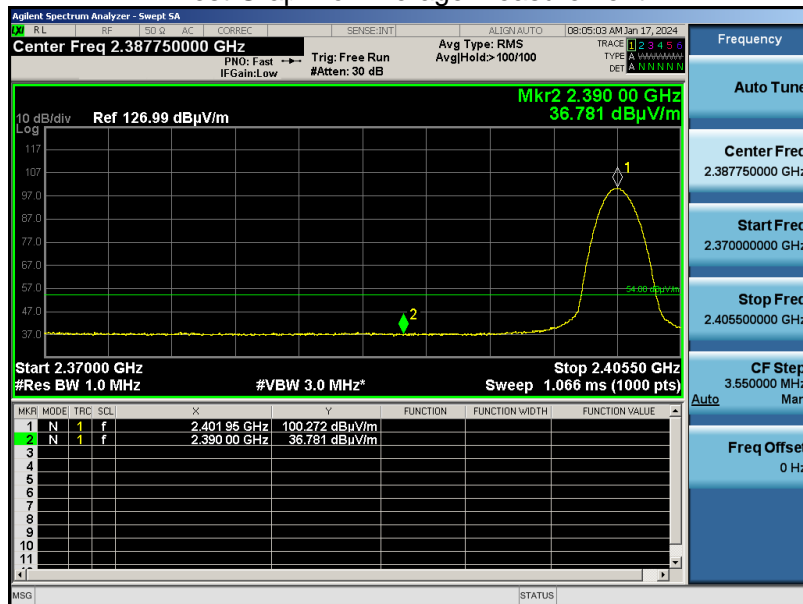 Agilent Spectrum Analyzer - Swept SA
LXI RL RF 50 Ω AC CORREC SENSE:INT ALIGN AUTO 08:05:03 AM Jan 17, 2024
Center Freq 2.387750000 GHz
PNO: Fast
IFGain:Low
Trig: Free Run
#Atten: 30 dB
Avg Type: RMS
Avg|Hold:>100/100
TRACE 1 2 3 4 5 6
TYPE A WWWWW
DET A N N N N N
Mkr2 2.390 00 GHz
36.781 dBµV/m
10 dB/div Ref 126.99 dBµV/m
Log
117
107
97.0
87.0
77.0
67.0
57.0
47.0
37.0
1
2
54.00 dBµV/m
Start 2.37000 GHz Stop 2.40550 GHz
#Res BW 1.0 MHz #VBW 3.0 MHz* Sweep 1.066 ms (1000 pts)
MKR MODE TRC SCL X Y FUNCTION FUNCTION WIDTH FUNCTION VALUE
1 N 1 f 2.401 95 GHz 100.272 dBµV/m
2 N 1 f 2.390 00 GHz 36.781 dBµV/m
3
4
5
6
7
8
9
10
11
MSG STATUS
Frequency
Auto Tune
Center Freq
2.387750000 GHz
Start Freq
2.370000000 GHz
Stop Freq
2.405500000 GHz
CF Step
3.550000 MHz
Auto Man
Freq Offset
0 Hz